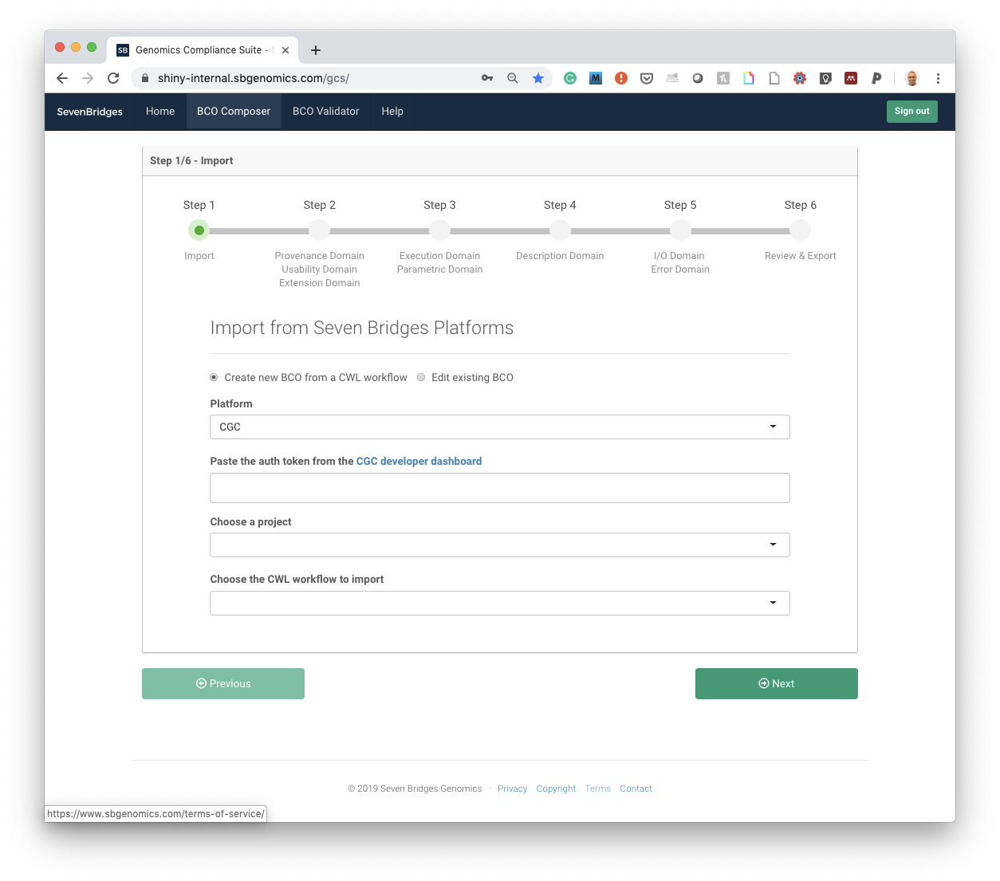 SB Genomics Compliance Suite -
shiny-internal.sbgenomics.com/gcs/
SevenBridges Home BCO Composer BCO Validator Help Sign out
Step 1/6 - Import
Step 1 Step 2 Step 3 Step 4 Step 5 Step 6
Import Provenance Domain Execution Domain Description Domain I/O Domain Review & Export
Usability Domain Parametric Domain Error Domain
Extension Domain
Import from Seven Bridges Platforms
Create new BCO from a CWL workflow Edit existing BCO
Platform
CGC
Paste the auth token from the CGC developer dashboard
Choose a project
Choose the CWL workflow to import
Previous Next
© 2019 Seven Bridges Genomics · Privacy Copyright Terms Contact
https://www.sbgenomics.com/terms-of-service/